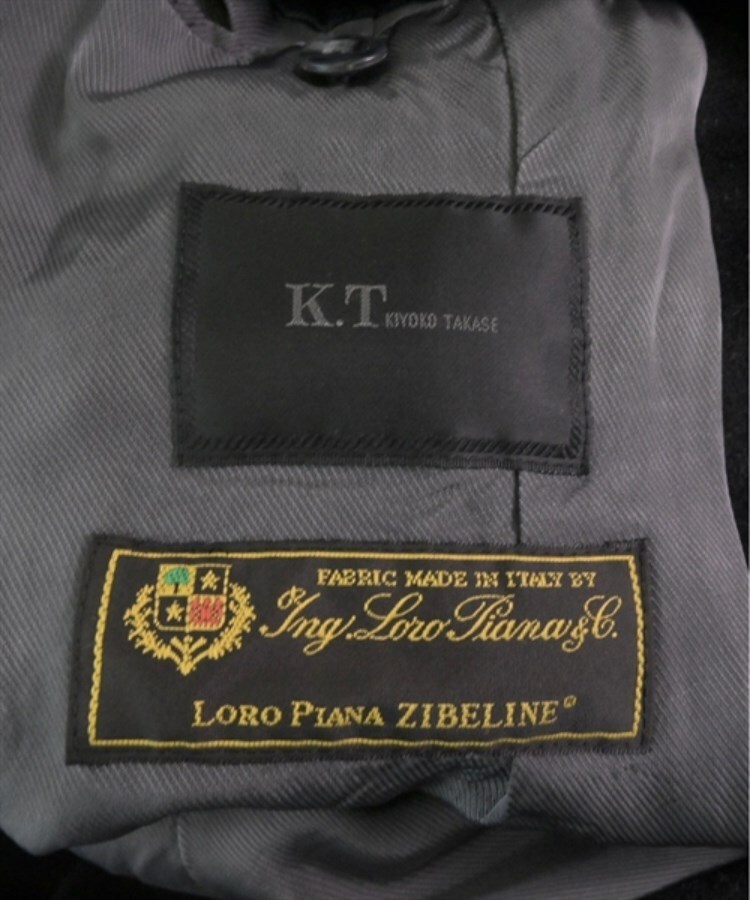 K.T KIYOKO TAKASE
FABRIC MADE IN ITALY BY
Ing. Loro Piana & C.
LORO PIANA ZIBELINE®